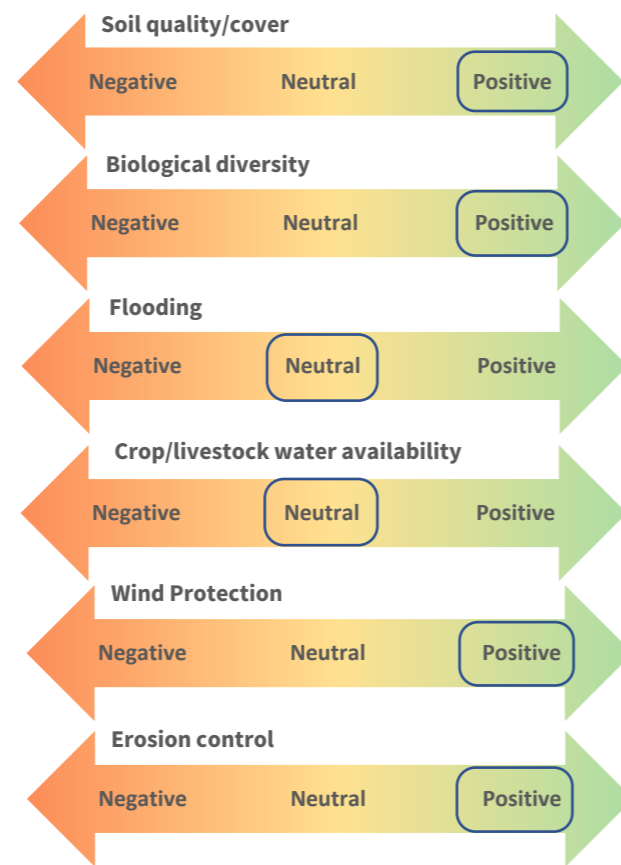 Soil quality/cover
Negative Neutral Positive
Biological diversity
Negative Neutral Positive
Flooding
Negative Neutral Positive
Crop/livestock water availability
Negative Neutral Positive
Wind Protection
Negative Neutral Positive
Erosion control
Negative Neutral Positive